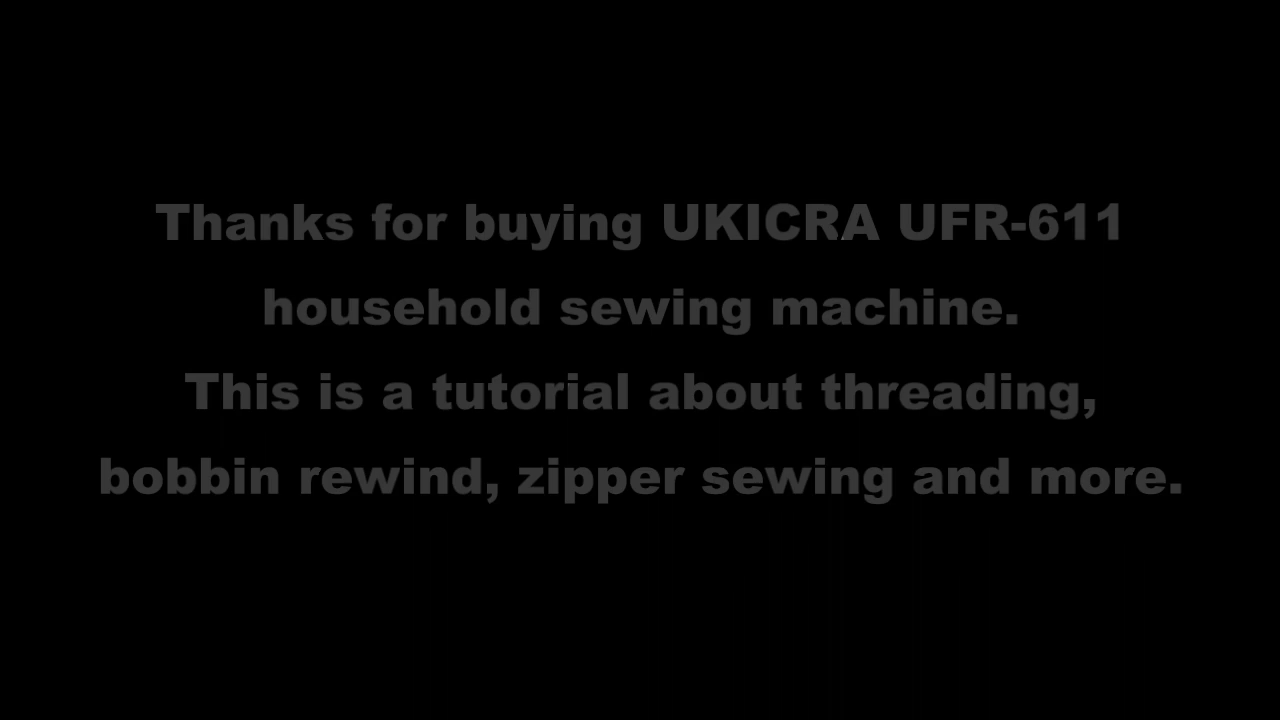 Thanks for buying UKICRA UFR-611
household sewing machine.
This is a tutorial about threading,
bobbin rewind, zipper sewing and more.